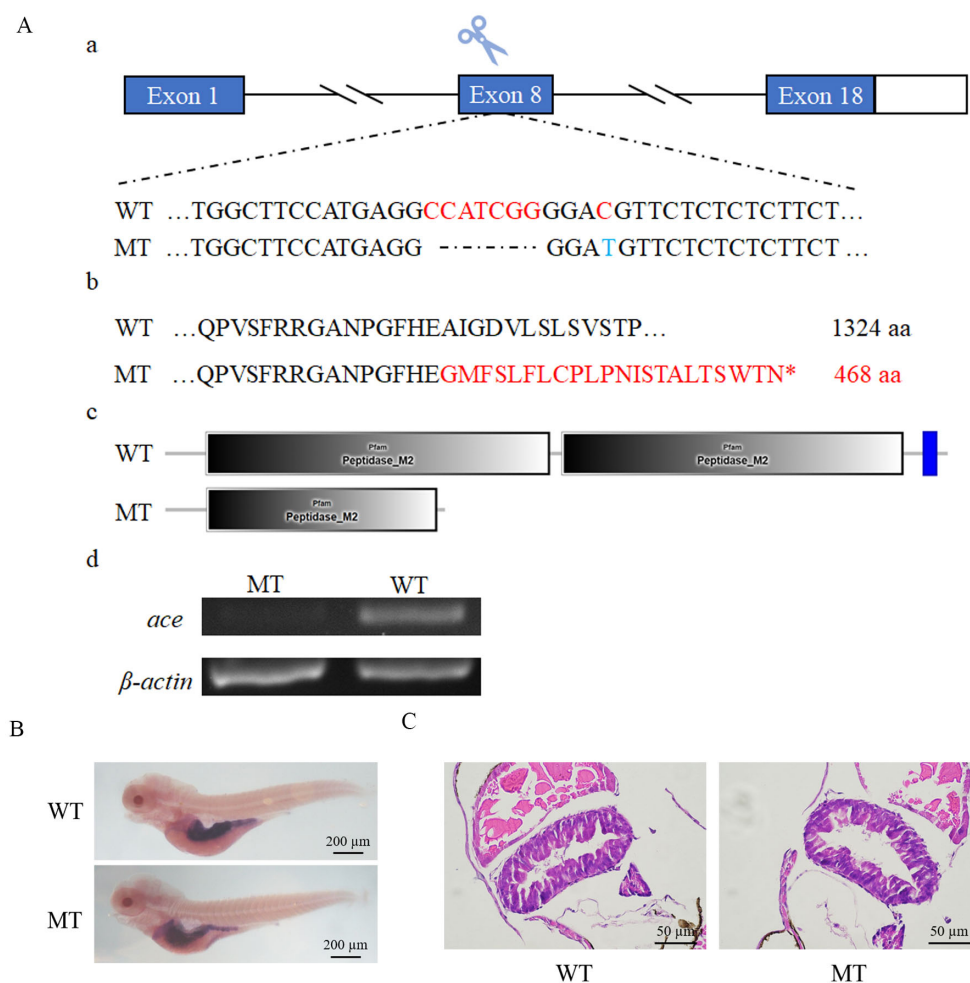 A
a
Exon 1
Exon 8
Exon 18
WT …TGGCTTCCATGAGGCCATCGGGGACGTTCTCTCTCTTCT…
MT …TGGCTTCCATGAGG -·-·-·-·- GGATGTTCTCTCTCTTCT …
b
WT …QPVSFRRGANPGFHEAIGDVLSLSVSTP… 1324 aa
MT …QPVSFRRGANPGFHEGMFSLFLCPLPNISTALTSWTN* 468 aa
c
WT
Pfam
Peptidase_M2
Pfam
Peptidase_M2
MT
Pfam
Peptidase_M2
d
MT WT
ace
β-actin
B
WT
200 µm
MT
200 µm
C
50 µm
50 µm
WT
MT